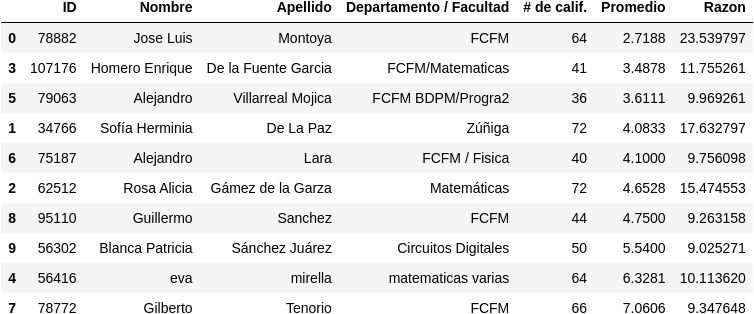 ID Nombre Apellido Departamento / Facultad # de calif. Promedio Razon
0 78882 Jose Luis Montoya FCFM 64 2.7188 23.539797
3 107176 Homero Enrique De la Fuente Garcia FCFM/Matematicas 41 3.4878 11.755261
5 79063 Alejandro Villarreal Mojica FCFM BDPM/Progra2 36 3.6111 9.969261
1 34766 Sofía Herminia De La Paz Zúñiga 72 4.0833 17.632797
6 75187 Alejandro Lara FCFM / Fisica 40 4.1000 9.756098
2 62512 Rosa Alicia Gámez de la Garza Matemáticas 72 4.6528 15.474553
8 95110 Guillermo Sanchez FCFM 44 4.7500 9.263158
9 56302 Blanca Patricia Sánchez Juárez Circuitos Digitales 50 5.5400 9.025271
4 56416 eva mirella matematicas varias 64 6.3281 10.113620
7 78772 Gilberto Tenorio FCFM 66 7.0606 9.347648